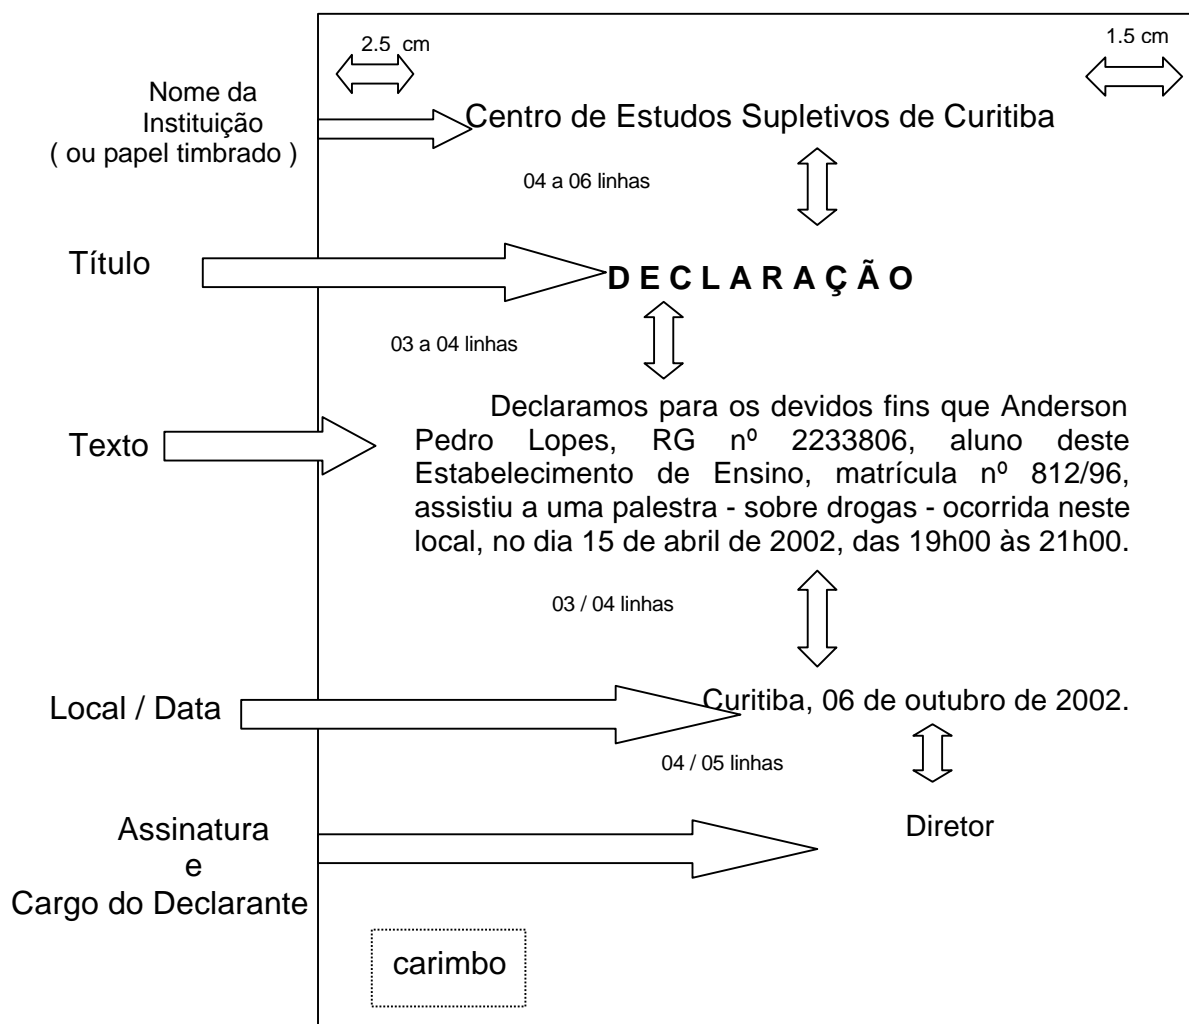 2.5 cm
1.5 cm
Nome da
Instituição
( ou papel timbrado )
Centro de Estudos Supletivos de Curitiba
04 a 06 linhas
Título
D E C L A R A Ç Ã O
03 a 04 linhas
Texto
Declaramos para os devidos fins que Anderson
Pedro Lopes, RG nº 2233806, aluno deste
Estabelecimento de Ensino, matrícula nº 812/96,
assistiu a uma palestra - sobre drogas - ocorrida neste
local, no dia 15 de abril de 2002, das 19h00 às 21h00.
03 / 04 linhas
Local / Data
Curitiba, 06 de outubro de 2002.
04 / 05 linhas
Assinatura
e
Cargo do Declarante
Diretor
carimbo